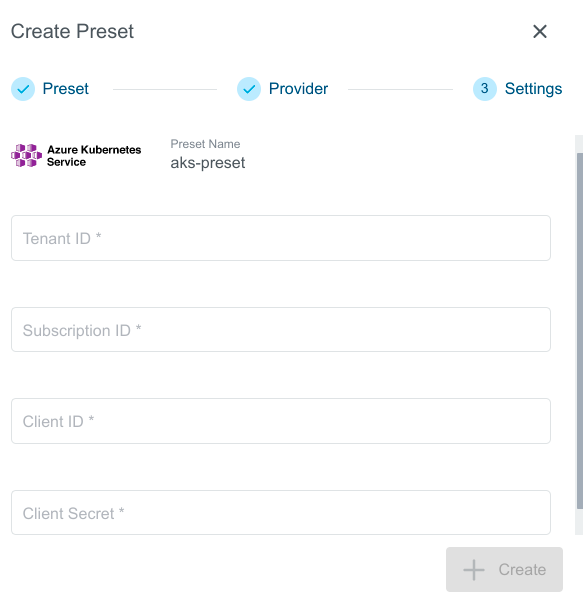 Create Preset
Preset
Provider
3 Settings
Azure Kubernetes
Service
Preset Name
aks-preset
Tenant ID *
Subscription ID *
Client ID *
Client Secret *
Create